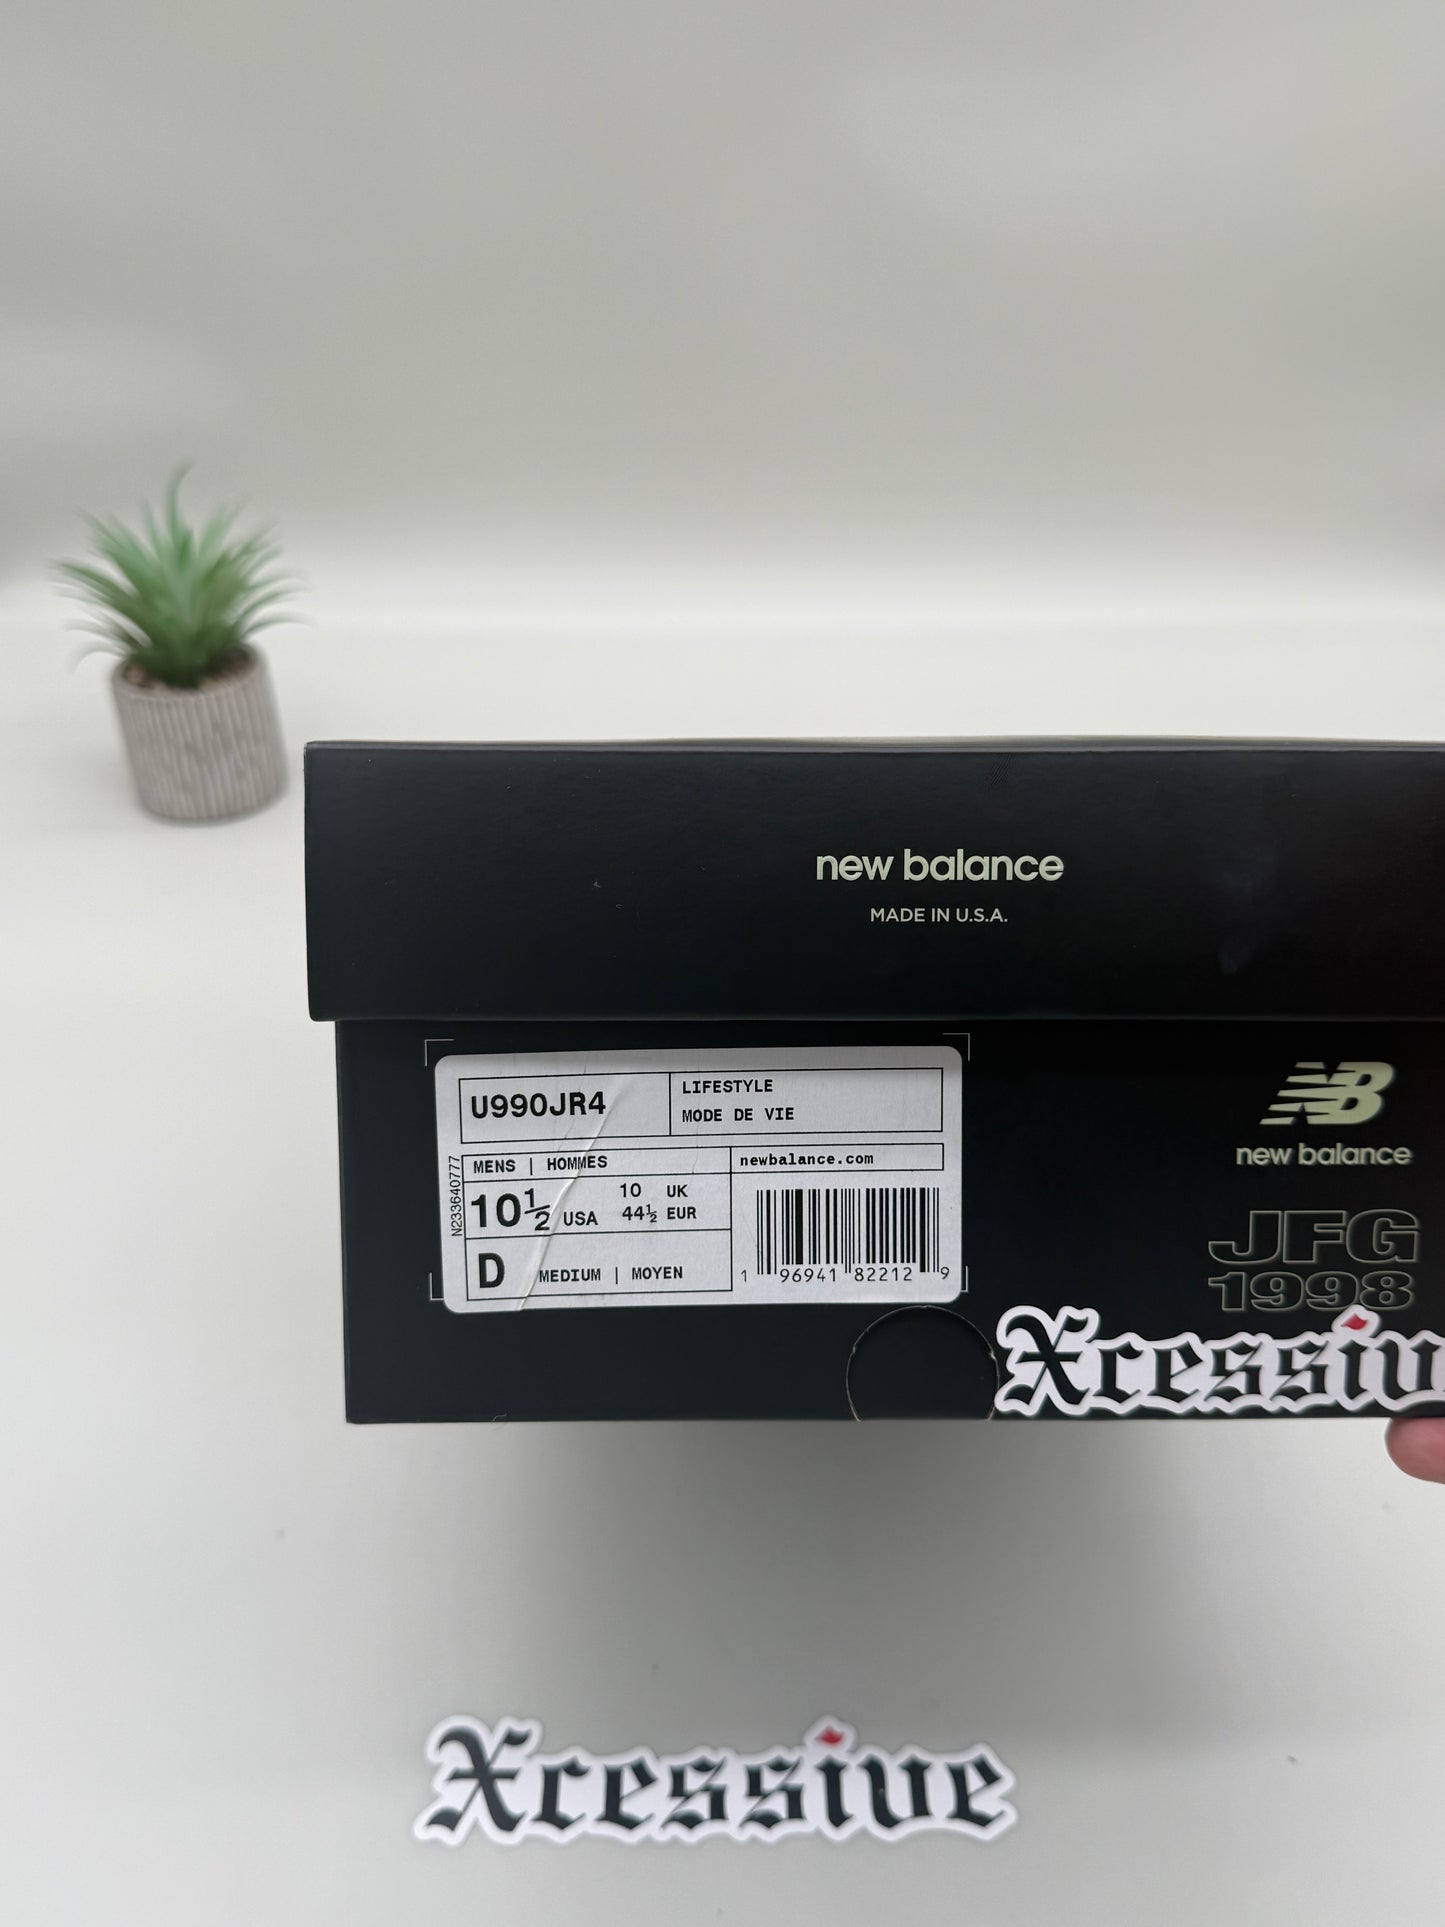 new balance
MADE IN U.S.A.
U990JR4
LIFESTYLE
MODE DE VIE
N233640777
MENS | HOMMES
newbalance.com
10½ USA
10 UK
44½ EUR
D MEDIUM | MOYEN
1 96941 82212 9
NB
new balance
JFG
1998
Xcessiv
Xcessive